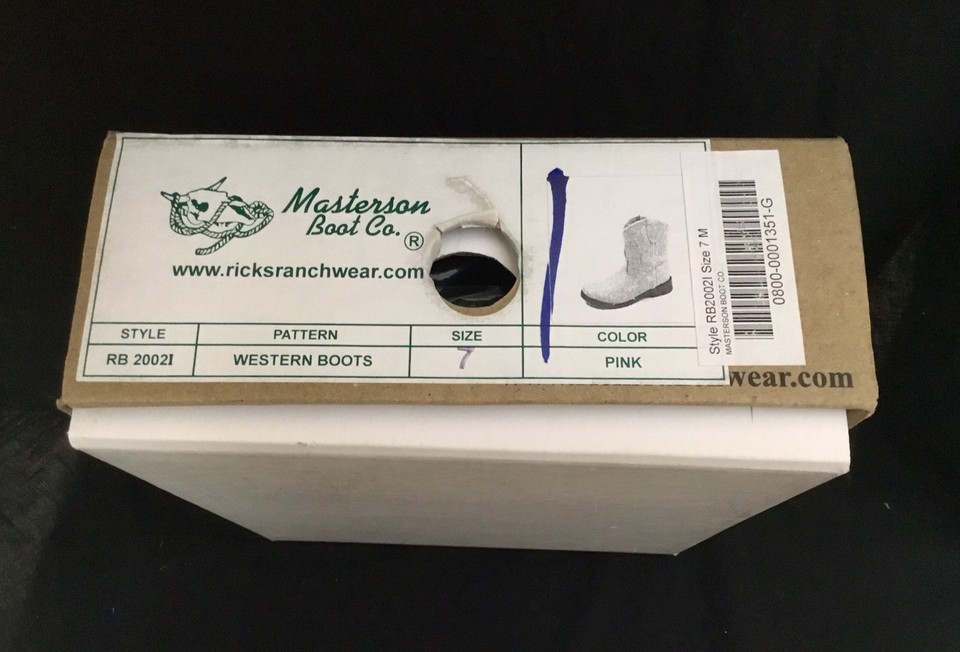 Masterson
Boot Co.®
www.ricksranchwear.com
STYLE PATTERN SIZE COLOR
RB 2002I WESTERN BOOTS 7 PINK
Style RB2002I Size 7 M
MASTERSON BOOT CO.
0800-0001351-G
wear.com